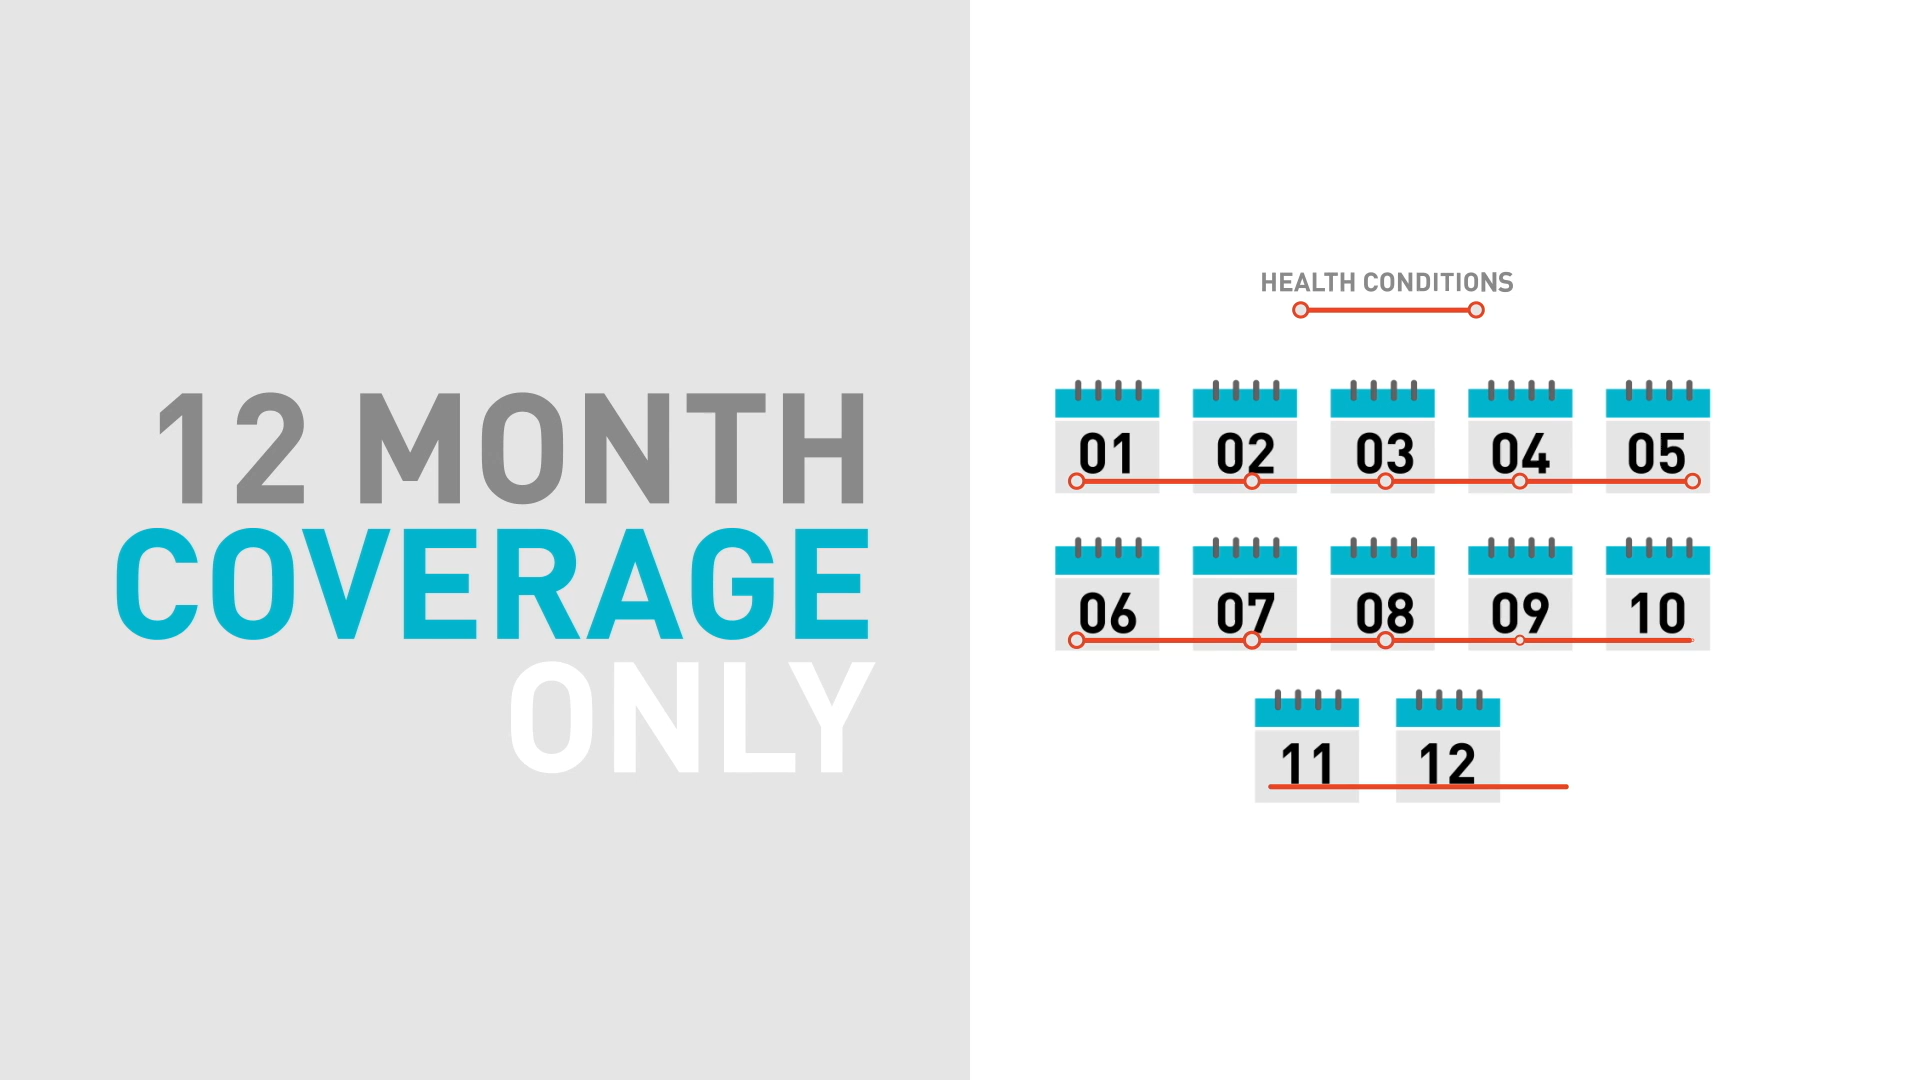 12 MONTH
COVERAGE
ONLY
HEALTH CONDITIONS
01 02 03 04 05
06 07 08 09 10
11 12